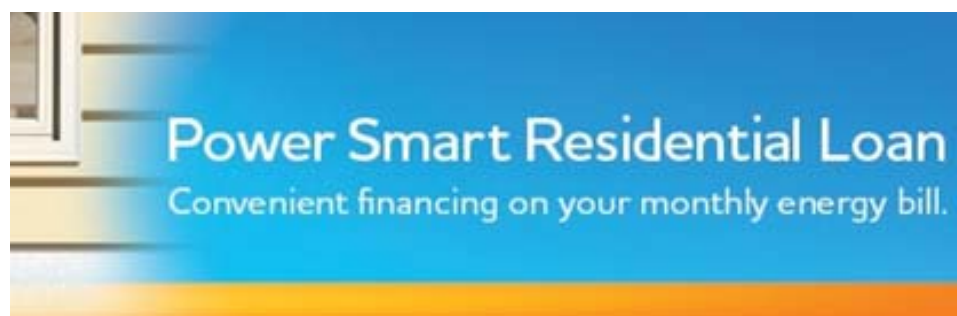 Power Smart Residential Loan
Convenient financing on your monthly energy bill.